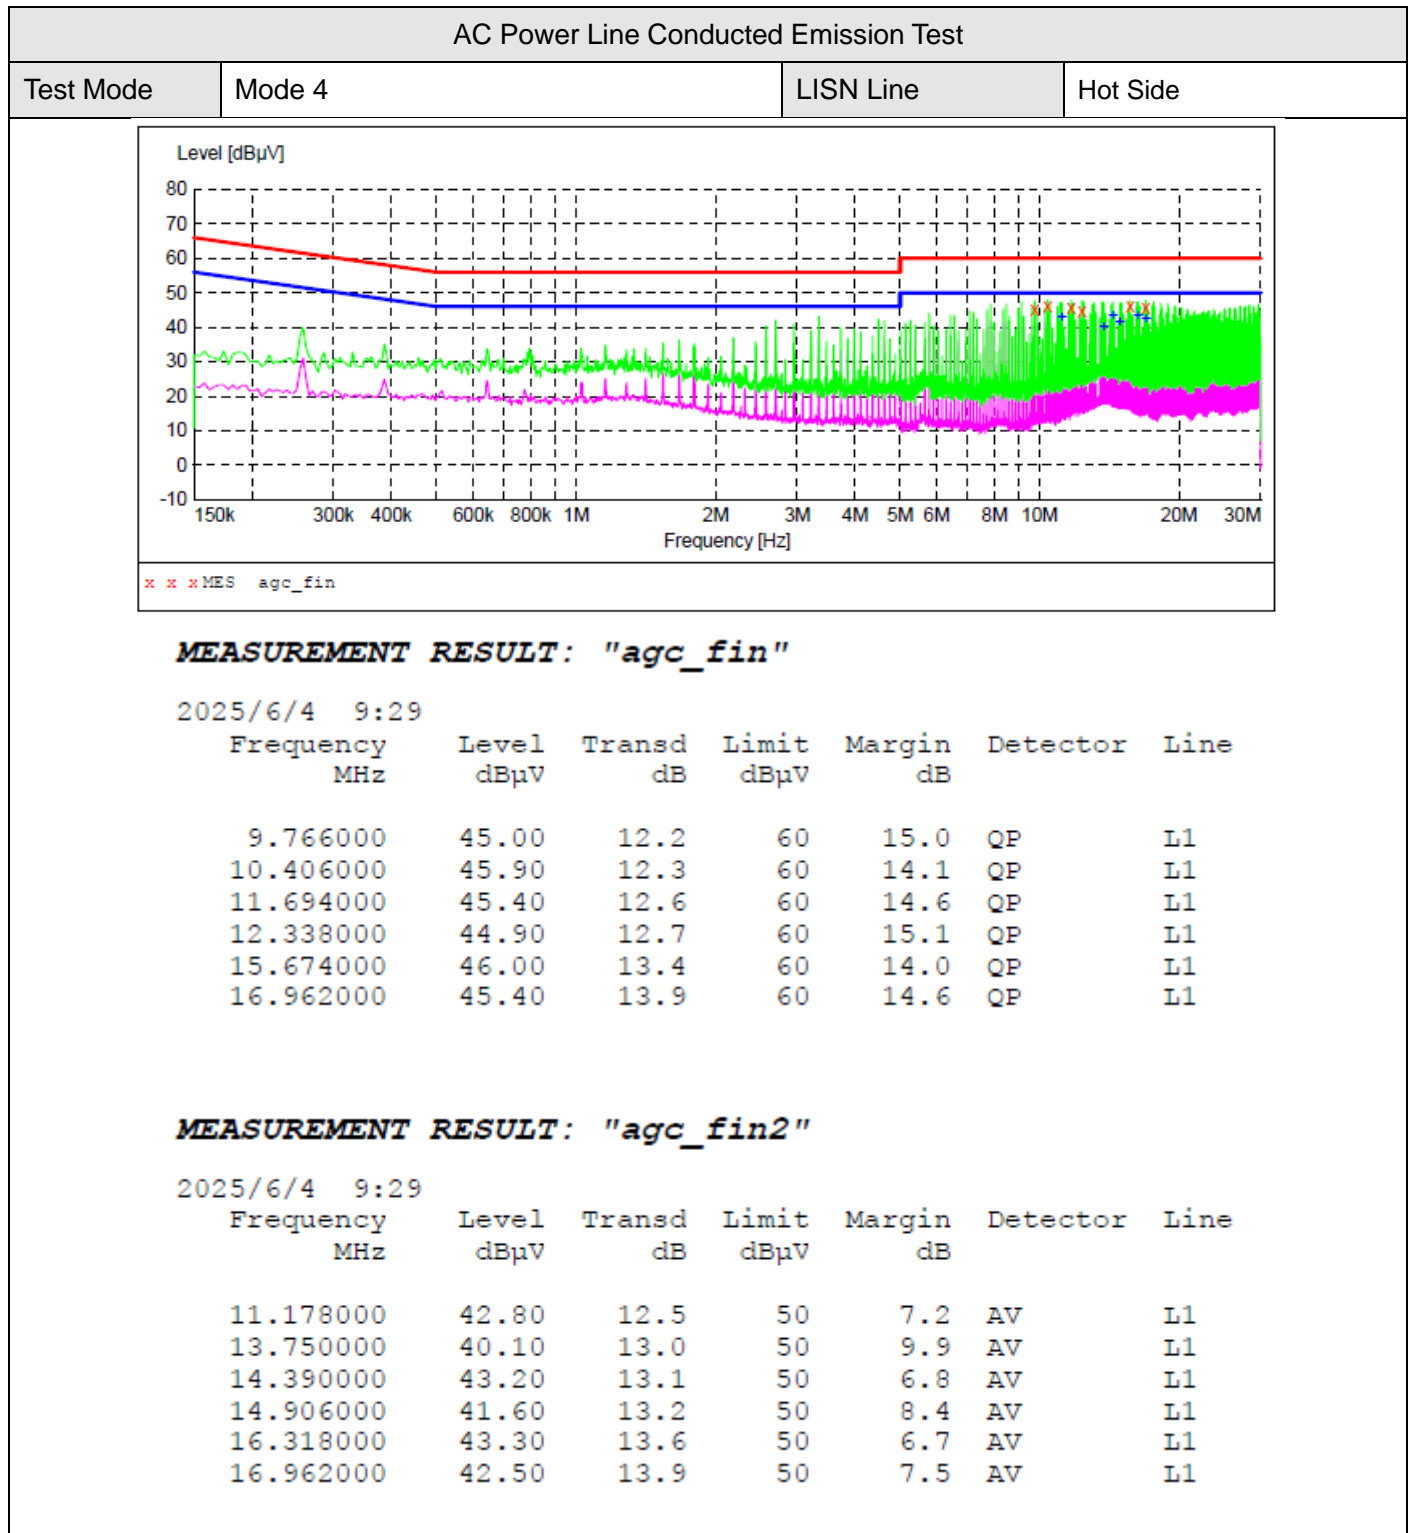 AC Power Line Conducted Emission Test
Test Mode Mode 4 LISN Line Hot Side
Level [dBµV]
80
70
60
50
40
30
20
10
0
-10
150k 300k 400k 600k 800k 1M 2M 3M 4M 5M 6M 8M 10M 20M 30M
Frequency [Hz]
x x x MES agc_fin
MEASUREMENT RESULT: "agc_fin"
2025/6/4 9:29
Frequency Level Transd Limit Margin Detector Line
MHz dBµV dB dBµV dB
9.766000 45.00 12.2 60 15.0 QP L1
10.406000 45.90 12.3 60 14.1 QP L1
11.694000 45.40 12.6 60 14.6 QP L1
12.338000 44.90 12.7 60 15.1 QP L1
15.674000 46.00 13.4 60 14.0 QP L1
16.962000 45.40 13.9 60 14.6 QP L1
MEASUREMENT RESULT: "agc_fin2"
2025/6/4 9:29
Frequency Level Transd Limit Margin Detector Line
MHz dBµV dB dBµV dB
11.178000 42.80 12.5 50 7.2 AV L1
13.750000 40.10 13.0 50 9.9 AV L1
14.390000 43.20 13.1 50 6.8 AV L1
14.906000 41.60 13.2 50 8.4 AV L1
16.318000 43.30 13.6 50 6.7 AV L1
16.962000 42.50 13.9 50 7.5 AV L1